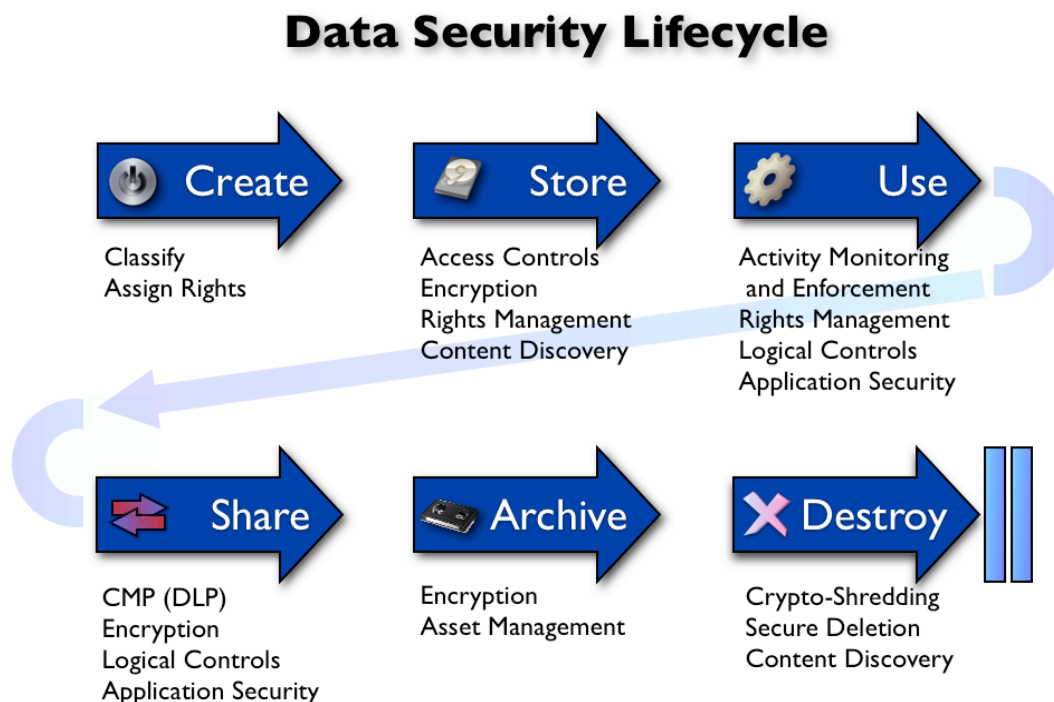 Data Security Lifecycle
Create
Classify
Assign Rights
Store
Access Controls
Encryption
Rights Management
Content Discovery
Use
Activity Monitoring
and Enforcement
Rights Management
Logical Controls
Application Security
Share
CMP (DLP)
Encryption
Logical Controls
Application Security
Archive
Encryption
Asset Management
Destroy
Crypto-Shredding
Secure Deletion
Content Discovery